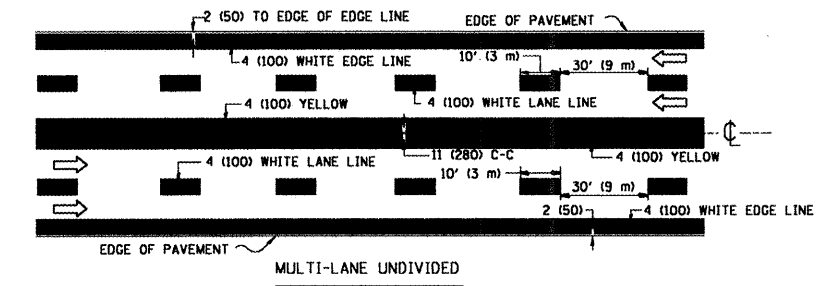 2 (50) TO EDGE OF EDGE LINE
EDGE OF PAVEMENT
4 (100) WHITE EDGE LINE
10' (3 m)
30' (9 m)
4 (100) YELLOW
4 (100) WHITE LANE LINE
℄
4 (100) WHITE LANE LINE
11 (280) C-C
4 (100) YELLOW
10' (3 m)
30' (9 m)
2 (50)
4 (100) WHITE EDGE LINE
EDGE OF PAVEMENT
MULTI-LANE UNDIVIDED